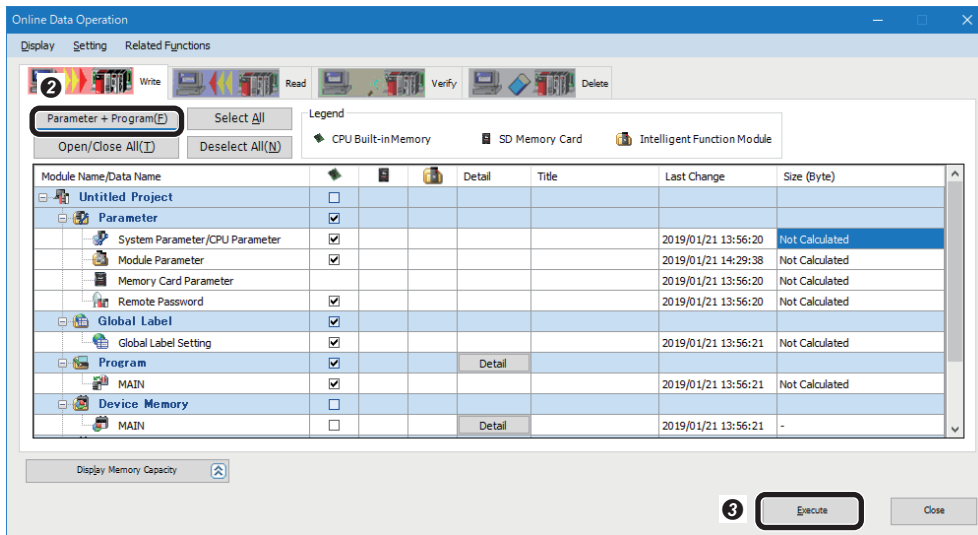 Online Data Operation
Display Setting Related Functions
❷ Write Read Verify Delete
Parameter + Program(F) Select All Legend
CPU Built-in Memory SD Memory Card Intelligent Function Module
Open/Close All(T) Deselect All(N)
Module Name/Data Name Detail Title Last Change Size (Byte)
Untitled Project
Parameter
System Parameter/CPU Parameter 2019/01/21 13:56:20 Not Calculated
Module Parameter 2019/01/21 14:29:38 Not Calculated
Memory Card Parameter 2019/01/21 13:56:20 Not Calculated
Remote Password 2019/01/21 13:56:20 Not Calculated
Global Label
Global Label Setting 2019/01/21 13:56:21 Not Calculated
Program Detail
MAIN 2019/01/21 13:56:21 Not Calculated
Device Memory
MAIN Detail 2019/01/21 13:56:21 -
Display Memory Capacity
❸ Execute Close